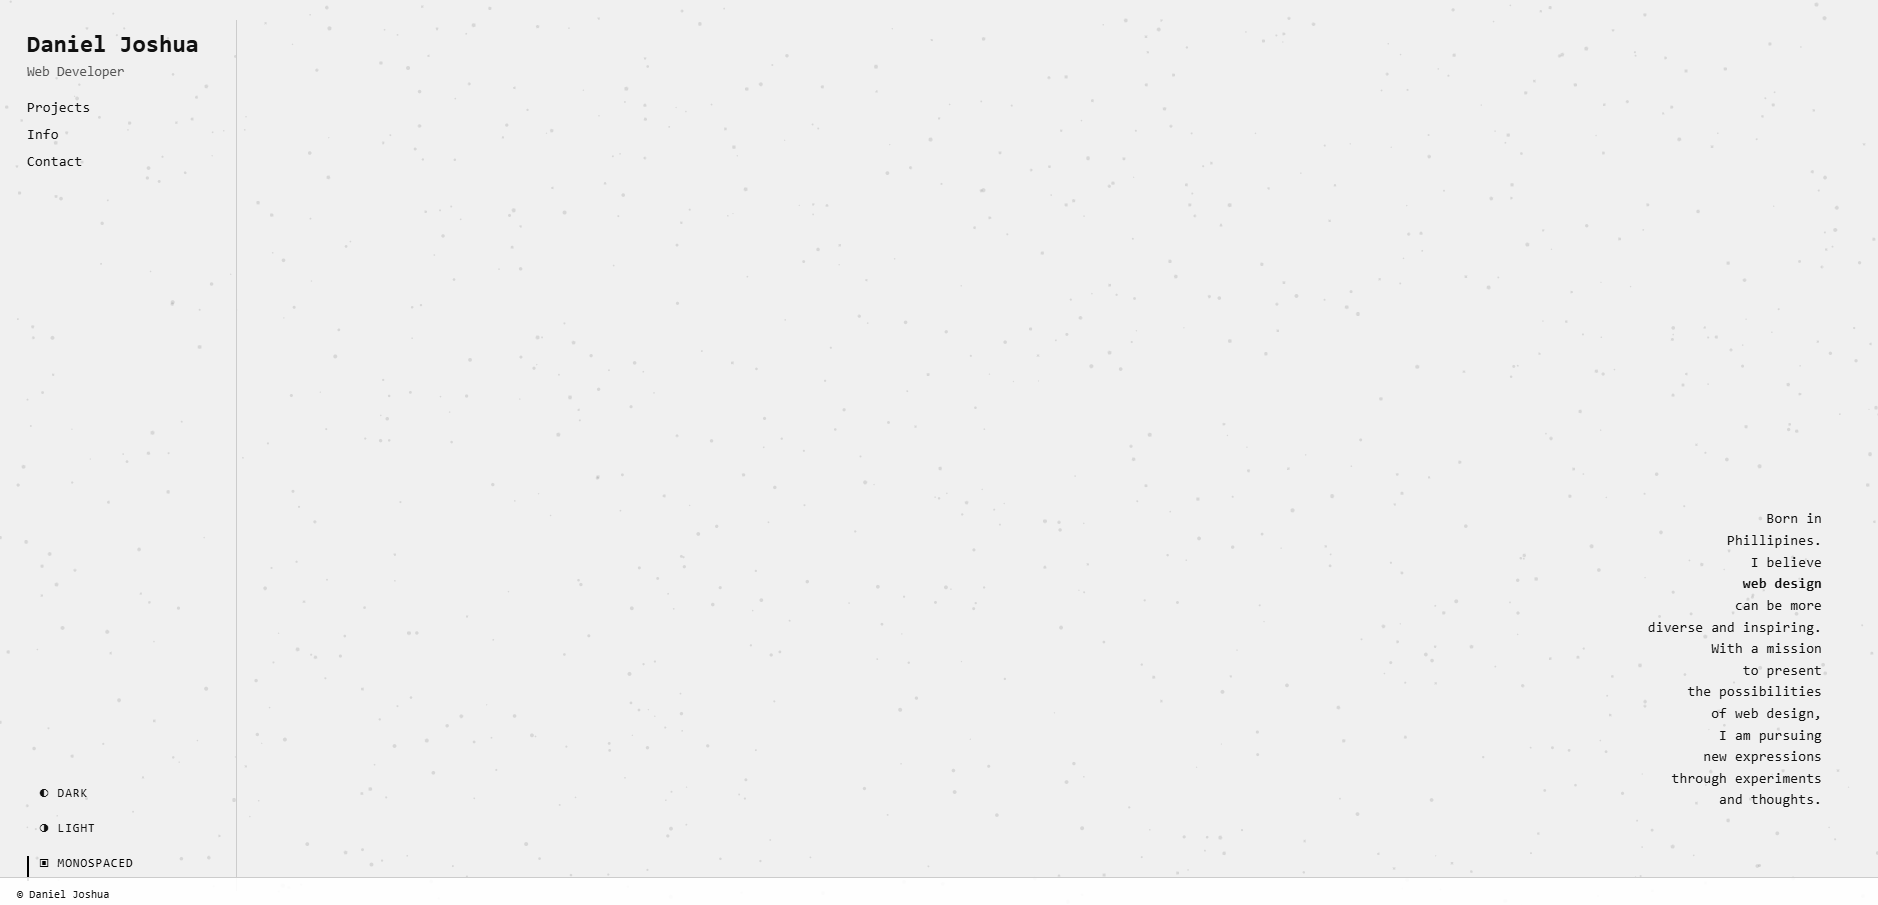 Daniel Joshua
Web Developer
Projects
Info
Contact
Born in
Phillipines.
I believe
web design
can be more
diverse and inspiring.
With a mission
to present
the possibilities
of web design,
I am pursuing
new expressions
through experiments
and thoughts.
◐ DARK
◑ LIGHT
▣ MONOSPACED
© Daniel Joshua